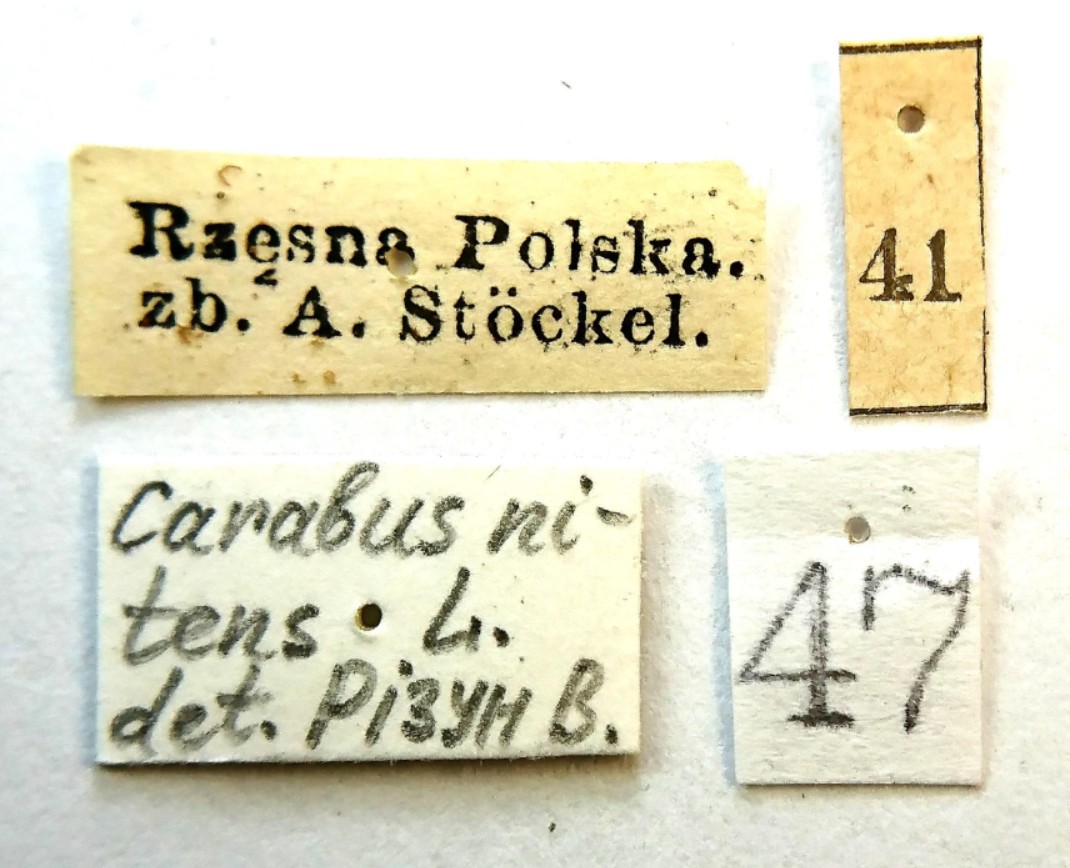 Rzęsna Polska.
zb. A. Stöckel.
41
Carabus ni-
tens L.
det. Різун В.
47